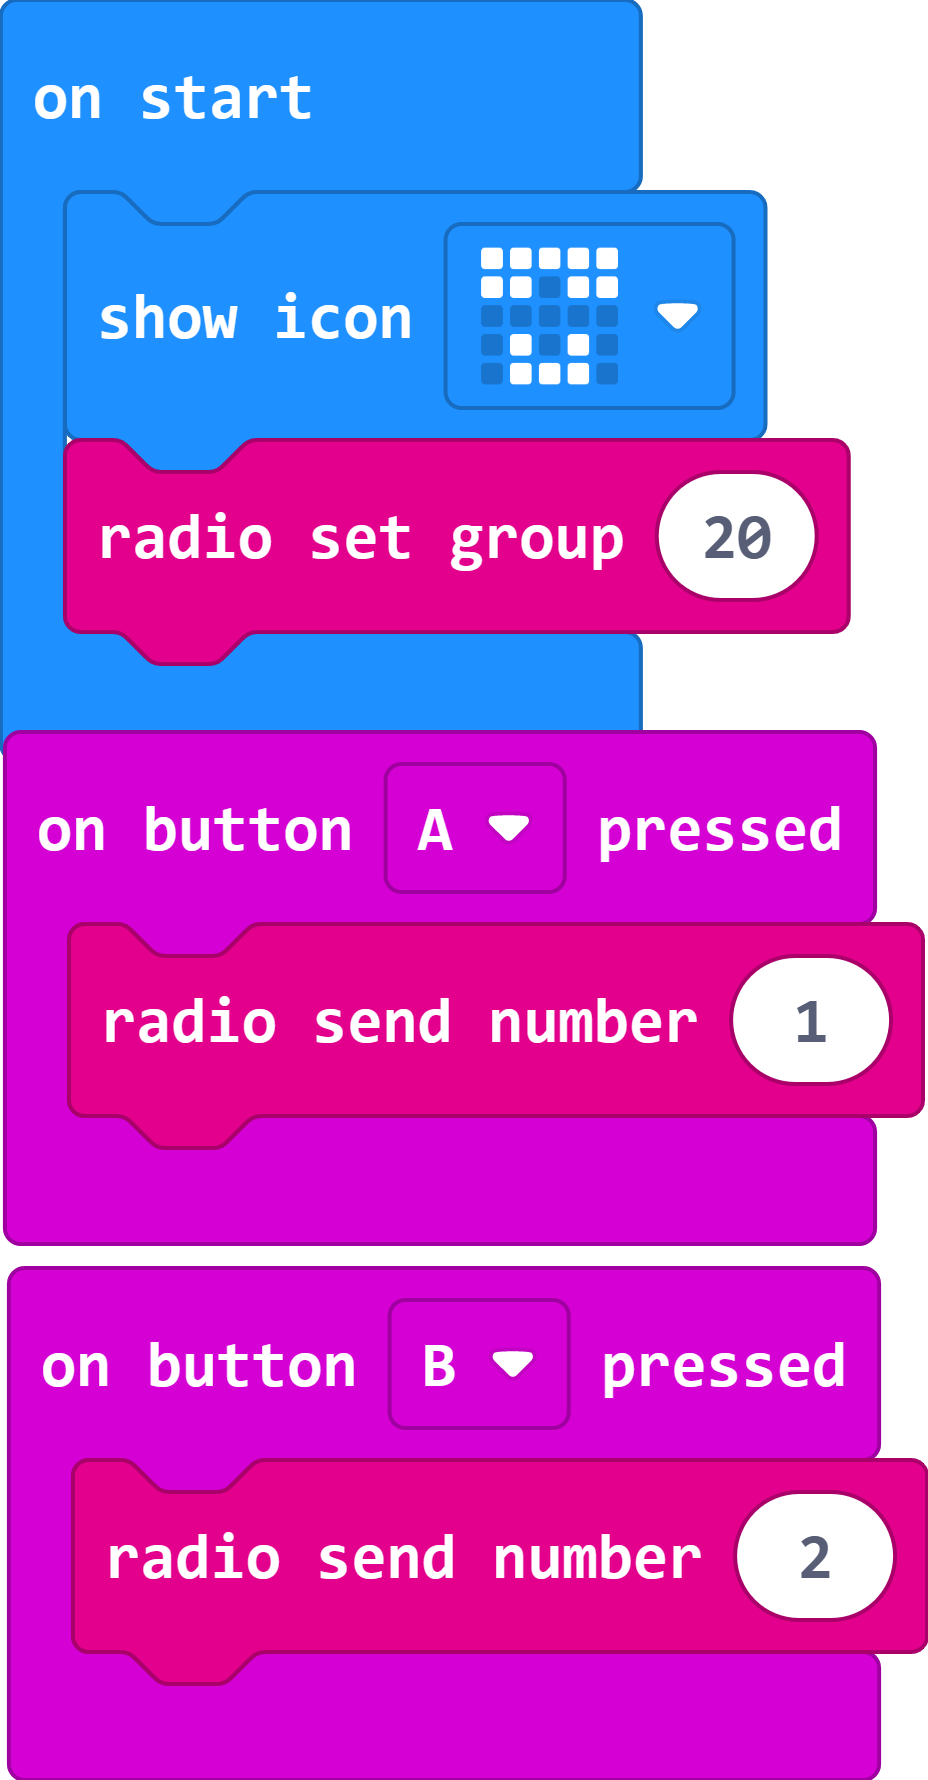 on start
show icon
radio set group 20
on button A pressed
radio send number 1
on button B pressed
radio send number 2